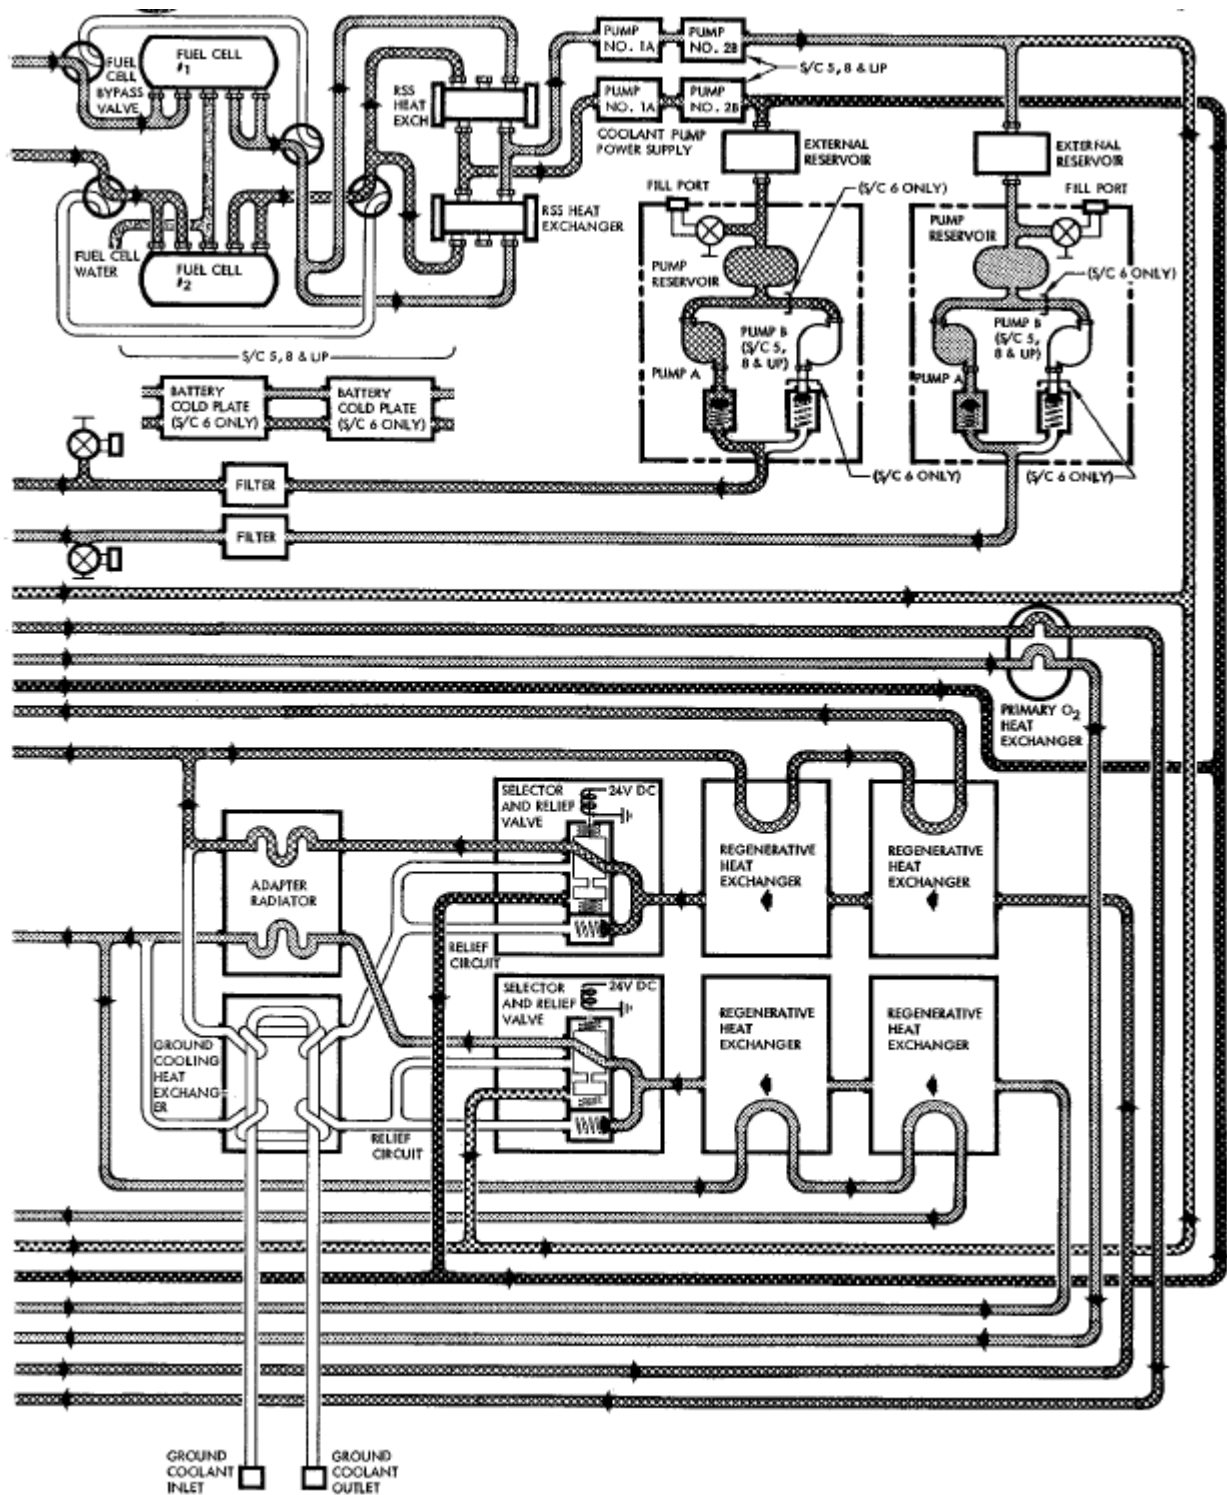 FUEL CELL
#1
FUEL
CELL
BYPASS
VALVE
FUEL CELL
WATER
FUEL CELL
#2
RSS
HEAT
EXCH
RSS HEAT
EXCHANGER
PUMP
NO. 1A
PUMP
NO. 2B
S/C 5, 8 & UP
PUMP
NO. 1A
PUMP
NO. 2B
COOLANT PUMP
POWER SUPPLY
EXTERNAL
RESERVOIR
EXTERNAL
RESERVOIR
FILL PORT
(S/C 6 ONLY)
FILL PORT
PUMP
RESERVOIR
PUMP
RESERVOIR
(S/C 6 ONLY)
PUMP B
(S/C 5,
8 & UP)
PUMP A
PUMP B
(S/C 5,
8 & UP)
PUMP A
(S/C 6 ONLY)
(S/C 6 ONLY)
S/C 5, 8 & UP
BATTERY
COLD PLATE
(S/C 6 ONLY)
BATTERY
COLD PLATE
(S/C 6 ONLY)
FILTER
FILTER
PRIMARY O2
HEAT
EXCHANGER
SELECTOR
AND RELIEF
VALVE
24V DC
REGENERATIVE
HEAT
EXCHANGER
REGENERATIVE
HEAT
EXCHANGER
ADAPTER
RADIATOR
RELIEF
CIRCUIT
SELECTOR
AND RELIEF
VALVE
24V DC
REGENERATIVE
HEAT
EXCHANGER
REGENERATIVE
HEAT
EXCHANGER
GROUND
COOLING
HEAT
EXCHANG-
ER
RELIEF
CIRCUIT
GROUND
COOLANT
INLET
GROUND
COOLANT
OUTLET